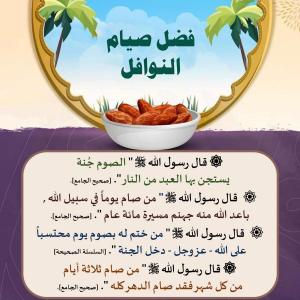 فضل صيام
النوافل
قال رسول الله ﷺ " الصوم جُنة
يستجن بها العبد من النار ". [صحيح الجامع].
قال رسول الله ﷺ " من صام يوماً في سبيل الله ,
باعد الله منه جهنم مسيرة مائة عام ". [صحيح الجامع].
قال رسول الله ﷺ " من ختم له بصوم يوم محتسباً
على الله - عزوجل - دخل الجنة ". [السلسلة الصحيحة]
قال رسول الله ﷺ " من صام ثلاثة أيام
من كل شهر فقد صام الدهر كله ". [صحيح الجامع].